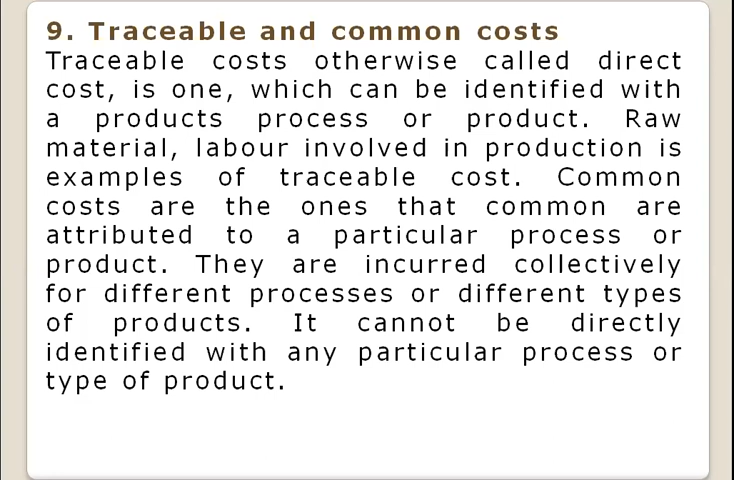 9. Traceable and common costs
Traceable costs otherwise called direct
cost, is one, which can be identified with
a products process or product. Raw
material, labour involved in production is
examples of traceable cost. Common
costs are the ones that common are
attributed to a particular process or
product. They are incurred collectively
for different processes or different types
of products. It cannot be directly
identified with any particular process or
type of product.